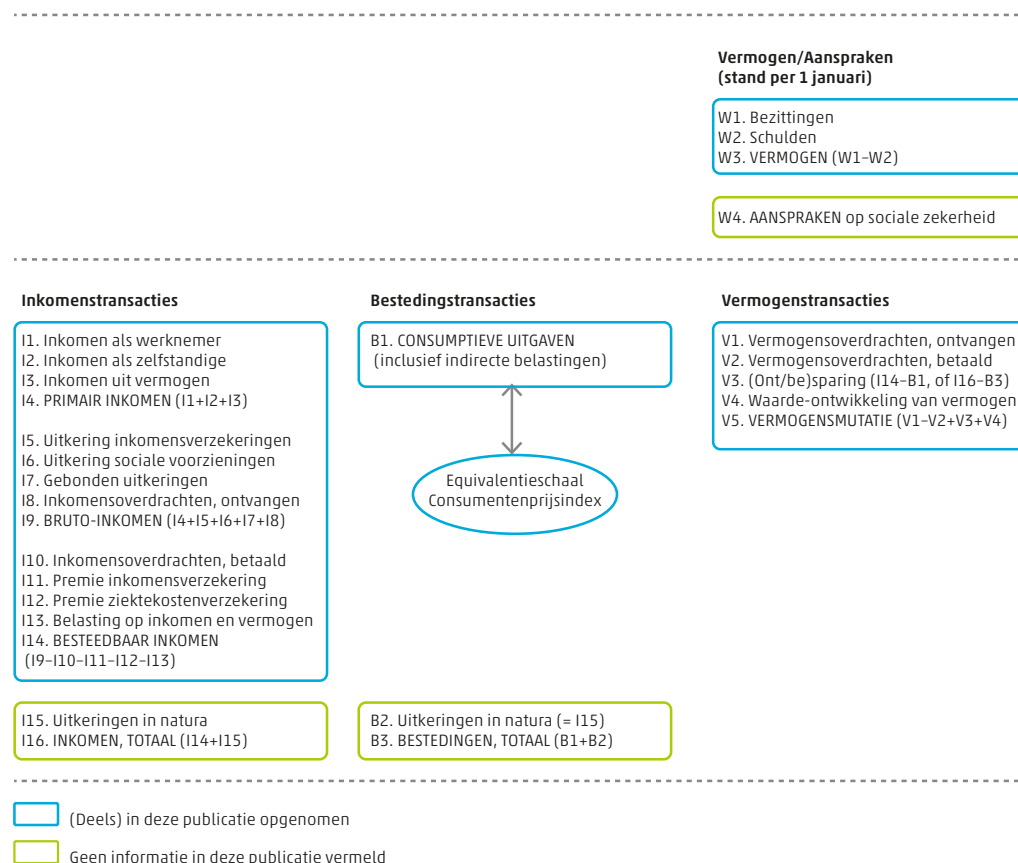 Vermogen/Aanspraken
(stand per 1 januari)
W1. Bezittingen
W2. Schulden
W3. VERMOGEN (W1–W2)
W4. AANSPRAKEN op sociale zekerheid
Inkomenstransacties
I1. Inkomen als werknemer
I2. Inkomen als zelfstandige
I3. Inkomen uit vermogen
I4. PRIMAIR INKOMEN (I1+I2+I3)
I5. Uitkering inkomensverzekeringen
I6. Uitkering sociale voorzieningen
I7. Gebonden uitkeringen
I8. Inkomensoverdrachten, ontvangen
I9. BRUTO-INKOMEN (I4+I5+I6+I7+I8)
I10. Inkomensoverdrachten, betaald
I11. Premie inkomensverzekering
I12. Premie ziektekostenverzekering
I13. Belasting op inkomen en vermogen
I14. BESTEEDBAAR INKOMEN
(I9–I10–I11–I12–I13)
I15. Uitkeringen in natura
I16. INKOMEN, TOTAAL (I14+I15)
Bestedingstransacties
B1. CONSUMPTIEVE UITGAVEN
(inclusief indirecte belastingen)
Equivalentieschaal
Consumentenprijsindex
B2. Uitkeringen in natura (= I15)
B3. BESTEDINGEN, TOTAAL (B1+B2)
Vermogenstransacties
V1. Vermogensoverdrachten, ontvangen
V2. Vermogensoverdrachten, betaald
V3. (Ont/be)sparing (I14–B1, of I16–B3)
V4. Waarde-ontwikkeling van vermogen
V5. VERMOGENSMUTATIE (V1–V2+V3+V4)
(Deels) in deze publicatie opgenomen
Geen informatie in deze publicatie vermeld